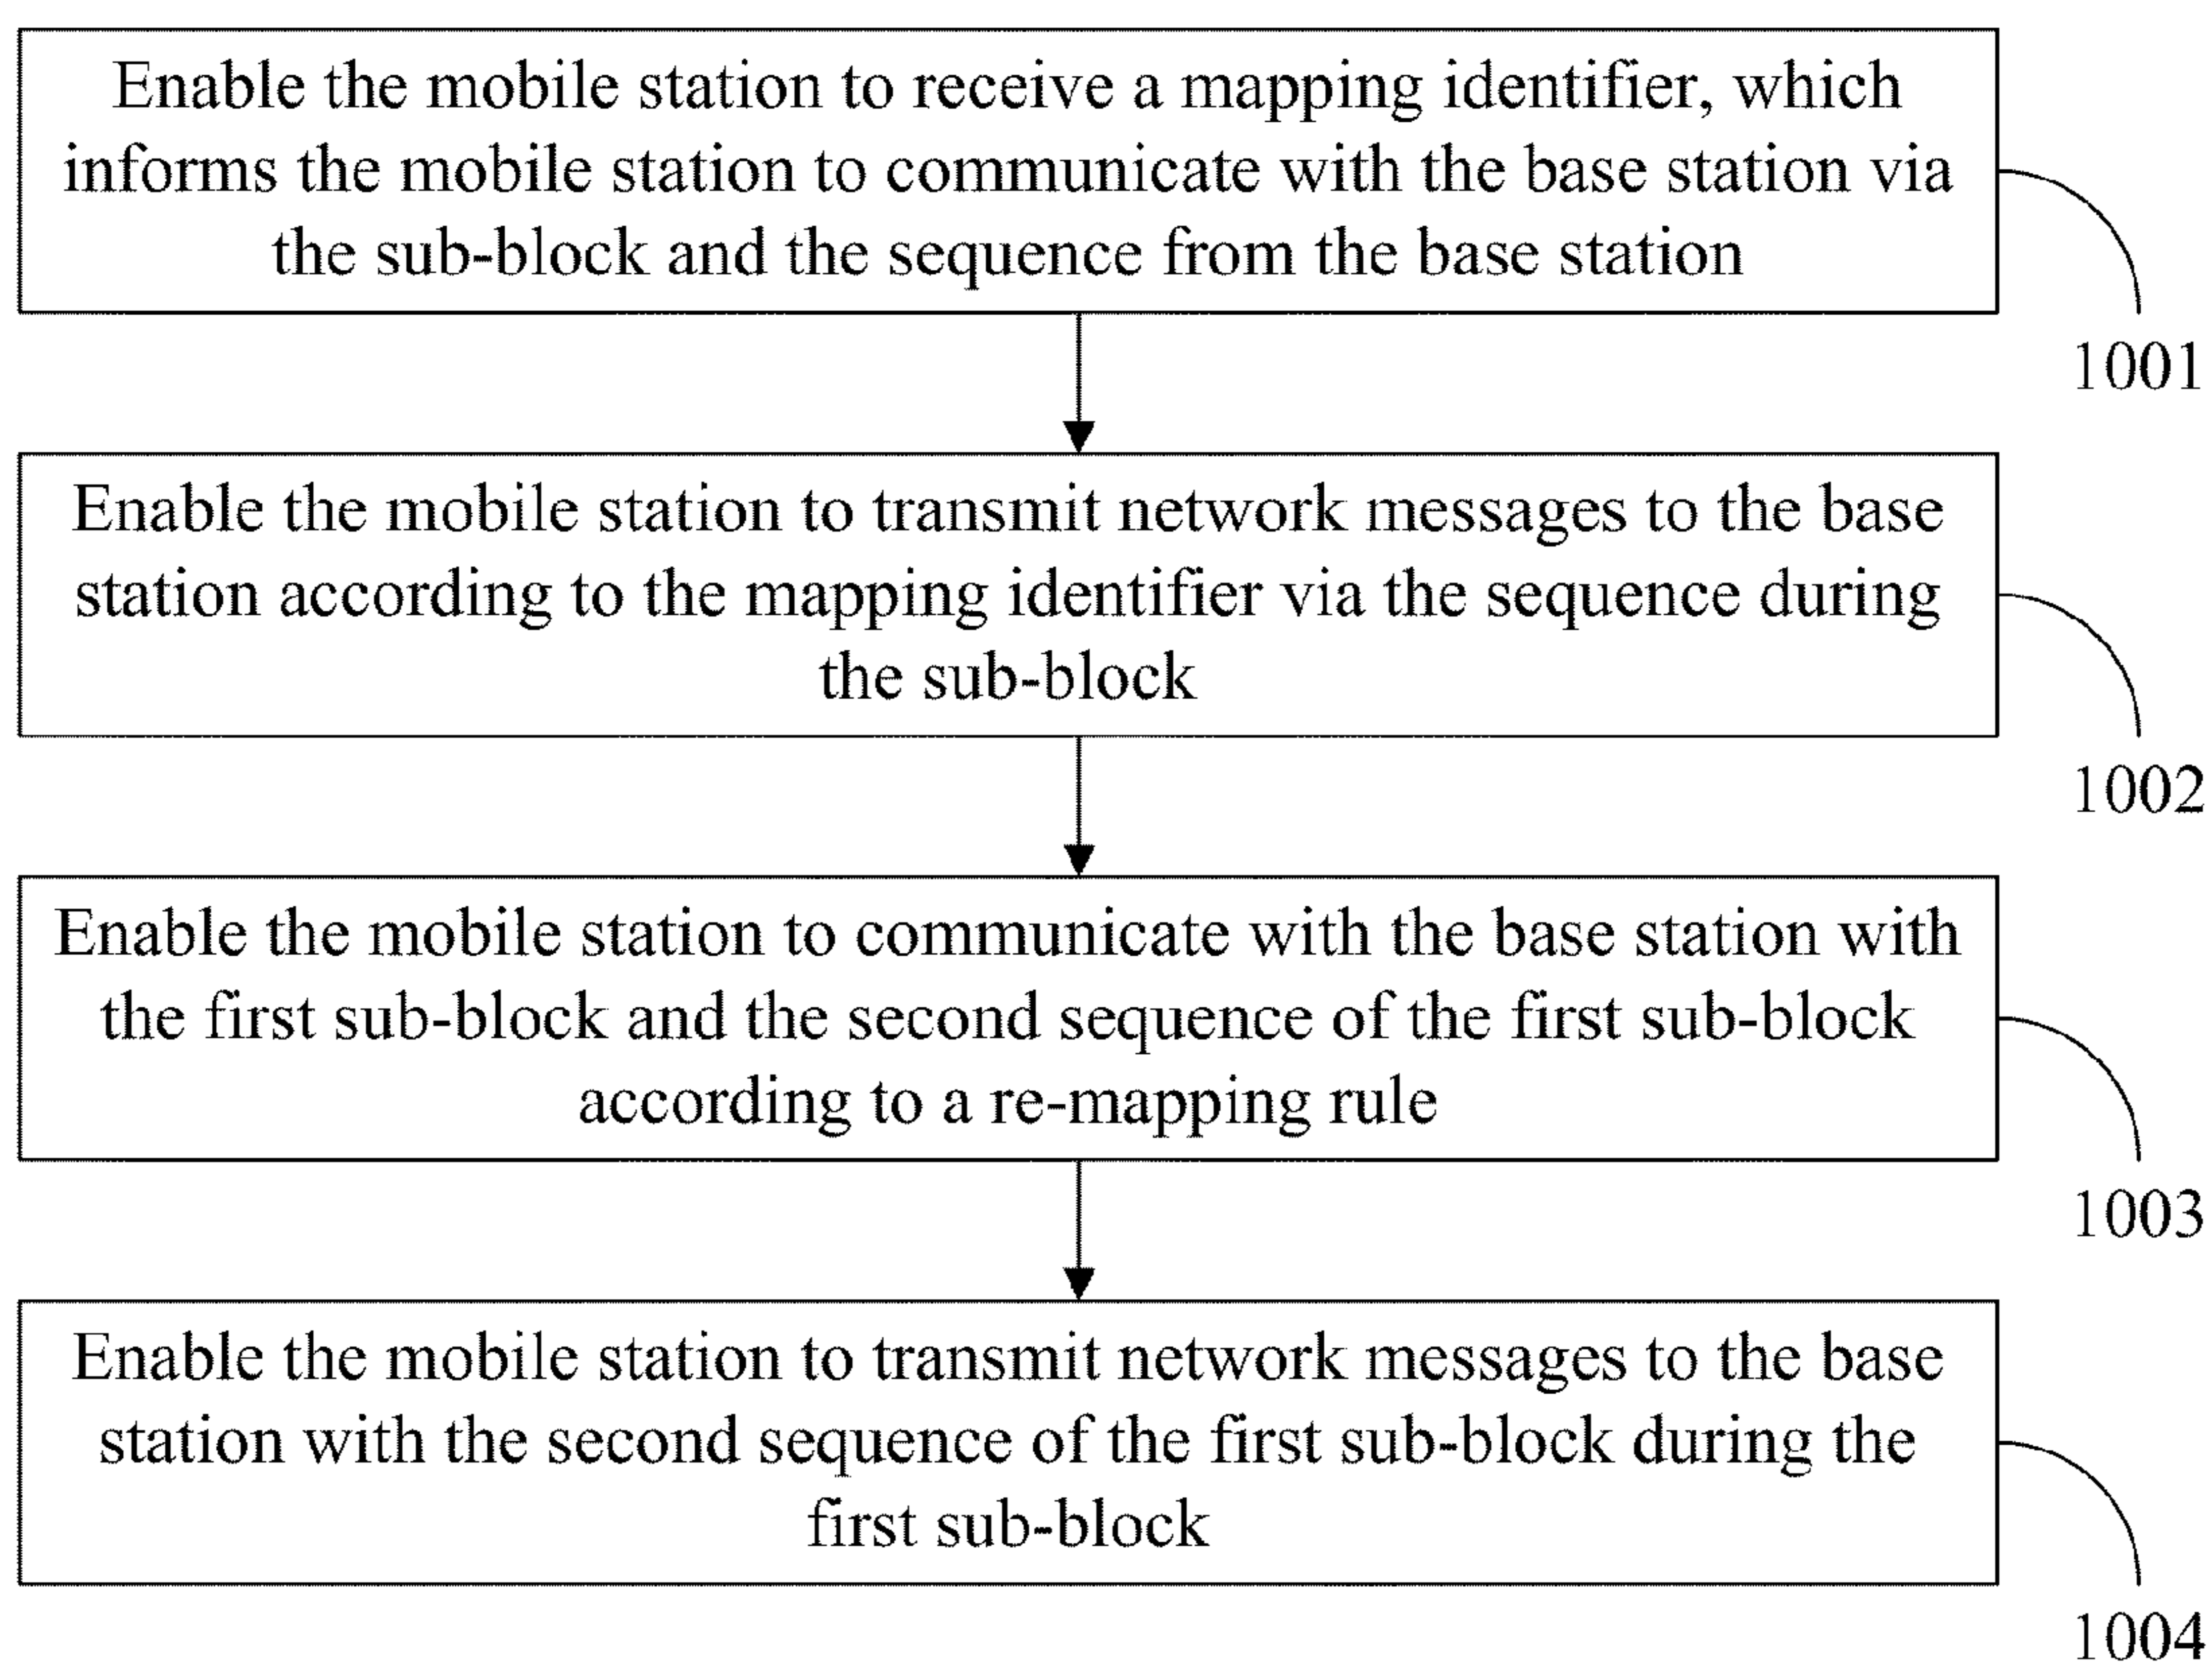 Enable the mobile station to receive a mapping identifier, which
informs the mobile station to communicate with the base station via
the sub-block and the sequence from the base station
1001
Enable the mobile station to transmit network messages to the base
station according to the mapping identifier via the sequence during
the sub-block
1002
Enable the mobile station to communicate with the base station with
the first sub-block and the second sequence of the first sub-block
according to a re-mapping rule
1003
Enable the mobile station to transmit network messages to the base
station with the second sequence of the first sub-block during the
first sub-block
1004